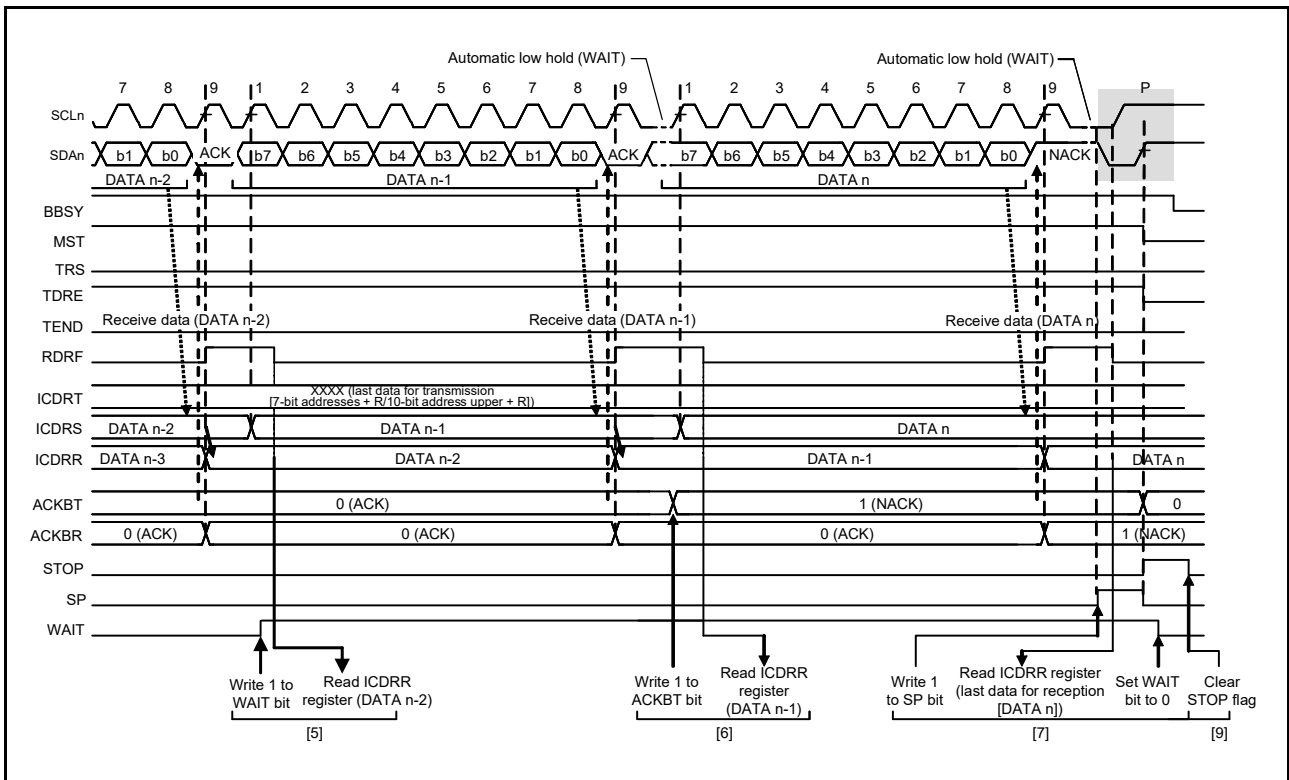 Automatic low hold (WAIT) Automatic low hold (WAIT)
7 8 9 1 2 3 4 5 6 7 8 9 1 2 3 4 5 6 7 8 9 P
SCLn
SDAn b1 b0 ACK b7 b6 b5 b4 b3 b2 b1 b0 ACK b7 b6 b5 b4 b3 b2 b1 b0 NACK
DATA n-2 DATA n-1 DATA n
BBSY
MST
TRS
TDRE
TEND Receive data (DATA n-2) Receive data (DATA n-1) Receive data (DATA n)
RDRF
ICDRT XXXX (last data for transmission
[7-bit addresses + R/10-bit address upper + R])
ICDRS DATA n-2 DATA n-1 DATA n
ICDRR DATA n-3 DATA n-2 DATA n-1 DATA n
ACKBT 0 (ACK) 1 (NACK) 0
ACKBR 0 (ACK) 0 (ACK) 0 (ACK) 1 (NACK)
STOP
SP
WAIT
Write 1 to
WAIT bit
Read ICDRR
register (DATA n-2)
[5]
Write 1 to
ACKBT bit
Read ICDRR
register
(DATA n-1)
[6]
Write 1
to SP bit
Read ICDRR register
(last data for reception
[DATA n])
Set WAIT
bit to 0
[7]
Clear
STOP flag
[9]